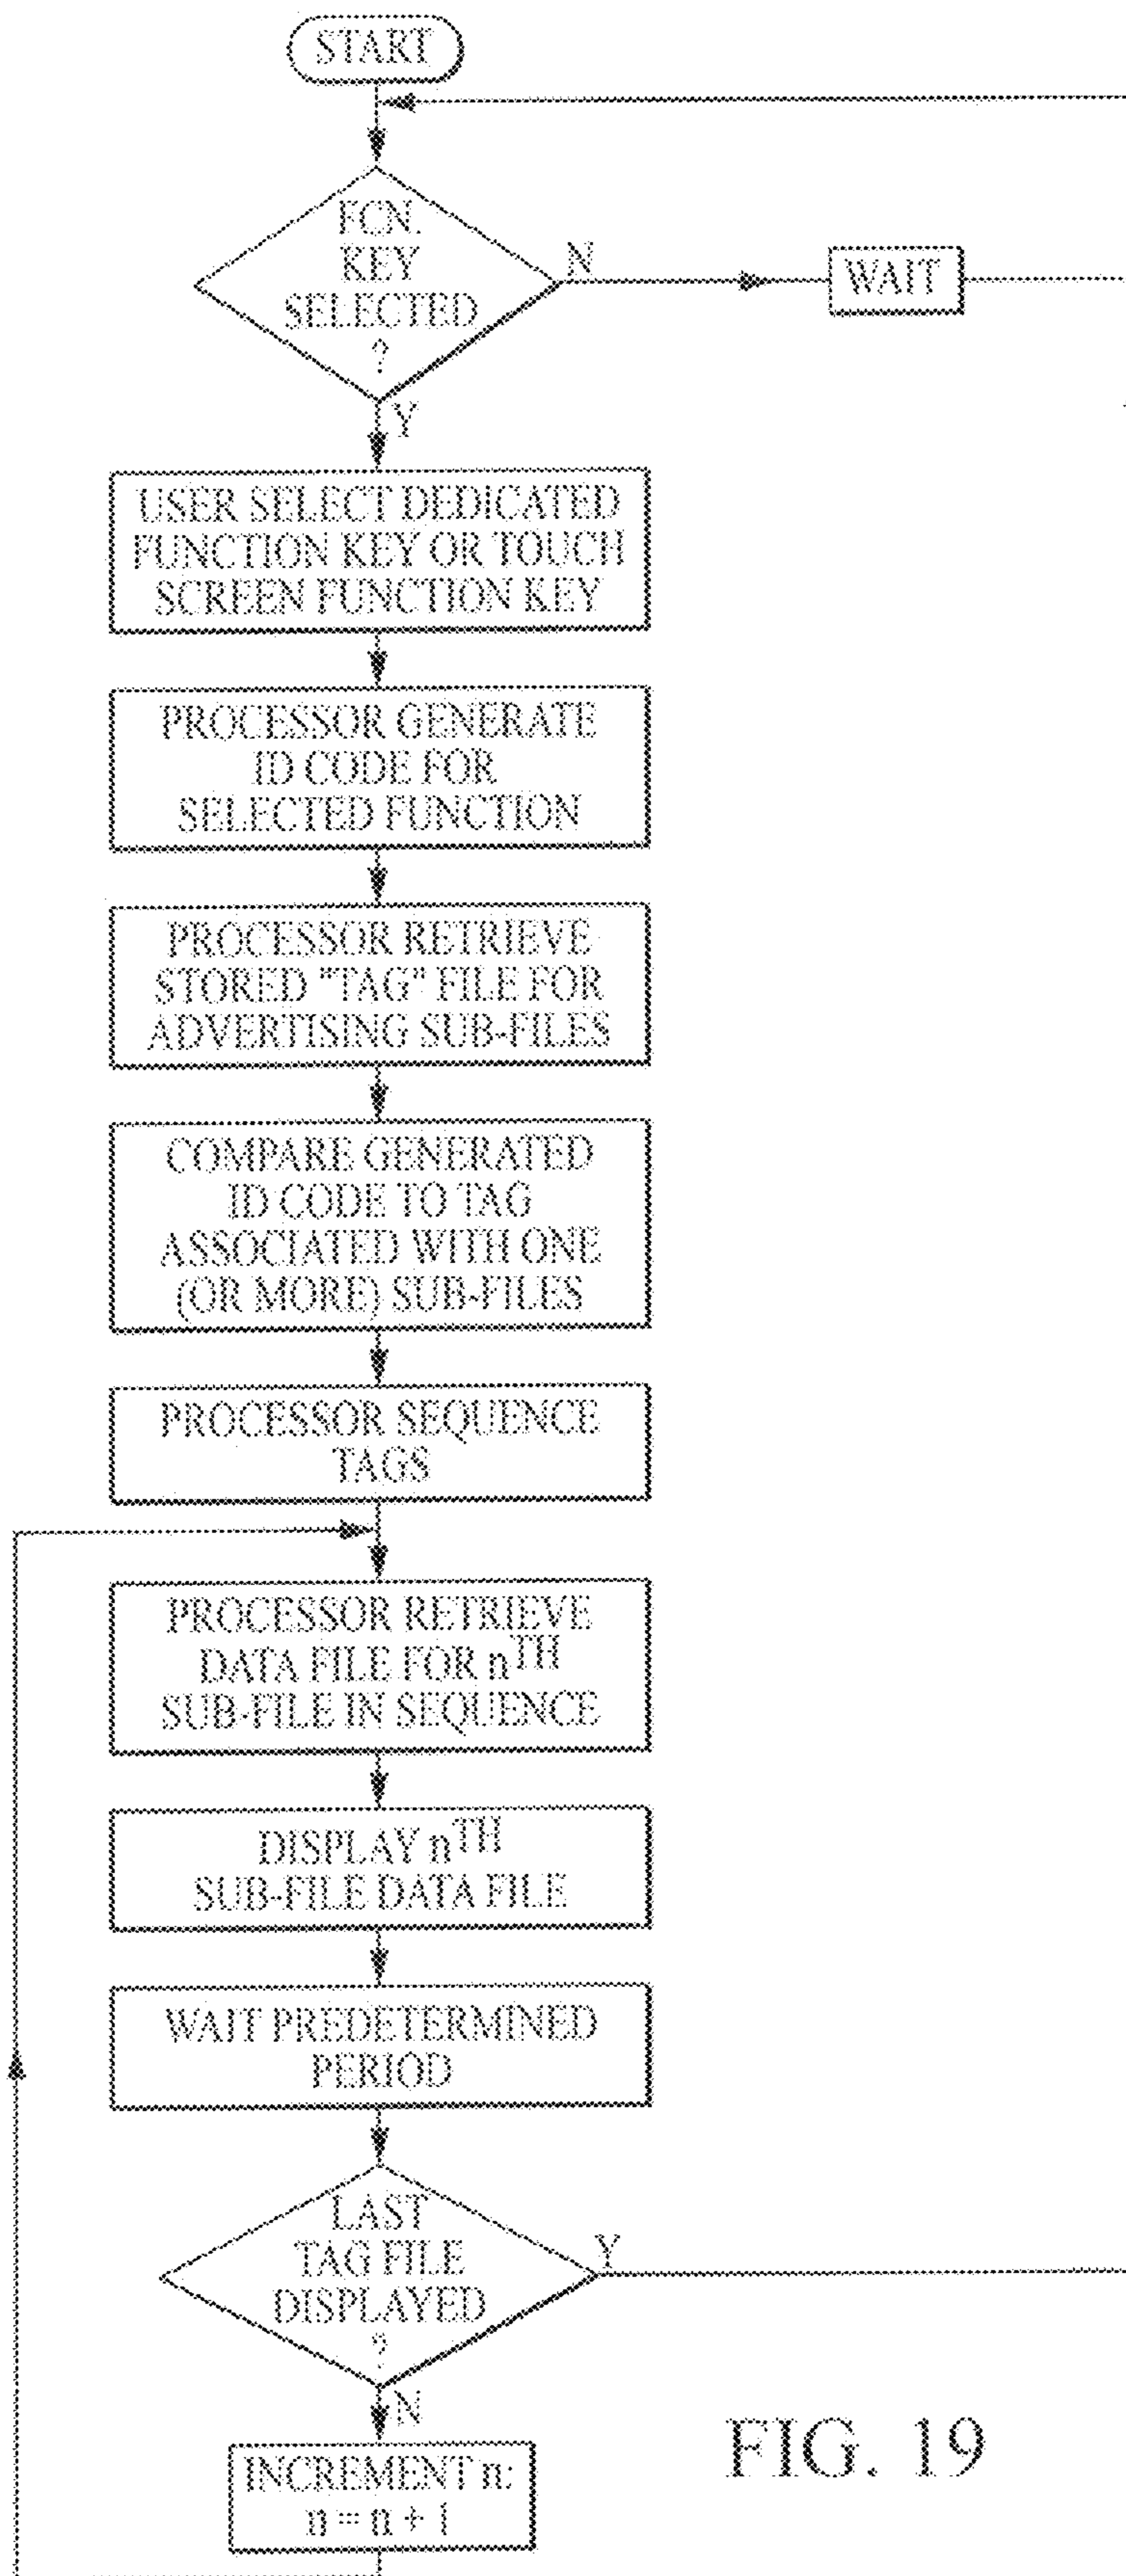 START
FCN.
KEY
SELECTED
?
N
WAIT
Y
USER SELECT DEDICATED
FUNCTION KEY OR TOUCH
SCREEN FUNCTION KEY
PROCESSOR GENERATE
ID CODE FOR
SELECTED FUNCTION
PROCESSOR RETRIEVE
STORED "TAG" FILE FOR
ADVERTISING SUB-FILES
COMPARE GENERATED
ID CODE TO TAG
ASSOCIATED WITH ONE
(OR MORE) SUB-FILES
PROCESSOR SEQUENCE
TAGS
PROCESSOR RETRIEVE
DATA FILE FOR nTH
SUB-FILE IN SEQUENCE
DISPLAY nTH
SUB-FILE DATA FILE
WAIT PREDETERMINED
PERIOD
LAST
TAG FILE
DISPLAYED
?
Y
N
INCREMENT n:
n = n + 1
FIG. 19